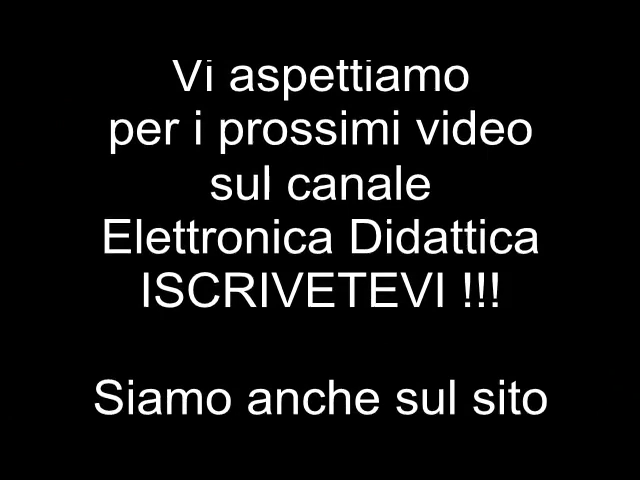 Vi aspettiamo
per i prossimi video
sul canale
Elettronica Didattica
ISCRIVETEVI !!!
Siamo anche sul sito